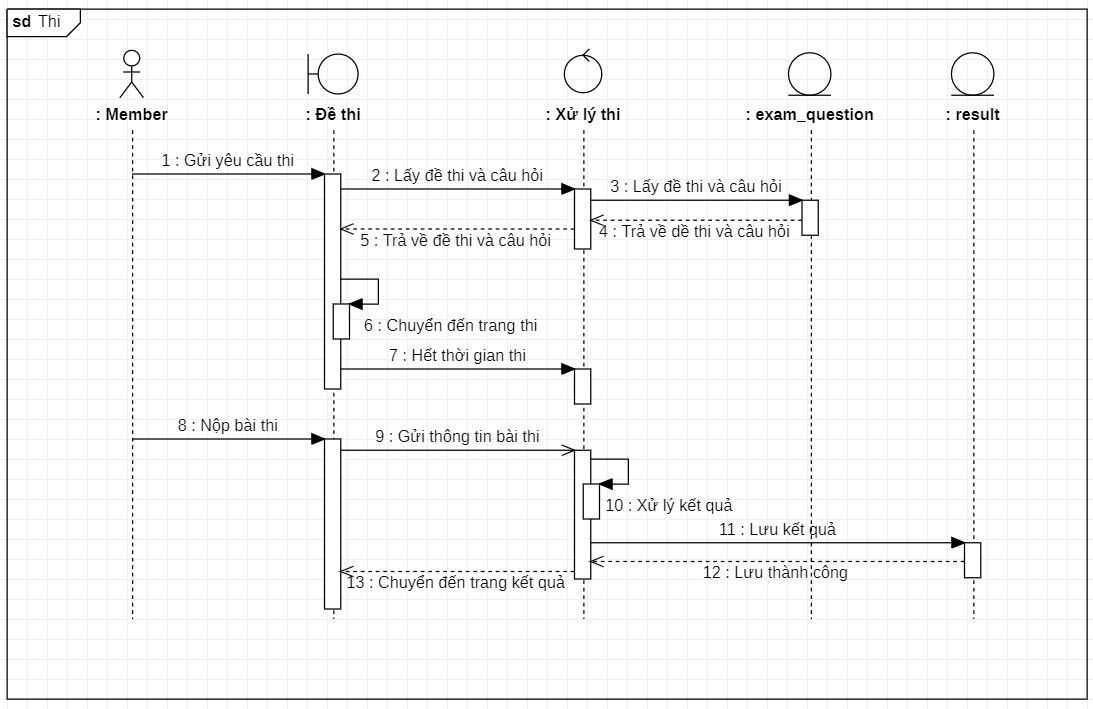 sd Thi
: Member
: Đề thi
: Xử lý thi
: exam_question
: result
1 : Gửi yêu cầu thi
2 : Lấy đề thi và câu hỏi
3 : Lấy đề thi và câu hỏi
4 : Trả về dề thi và câu hỏi
5 : Trả về đề thi và câu hỏi
6 : Chuyển đến trang thi
7 : Hết thời gian thi
8 : Nộp bài thi
9 : Gửi thông tin bài thi
10 : Xử lý kết quả
11 : Lưu kết quả
12 : Lưu thành công
13 : Chuyển đến trang kết quả